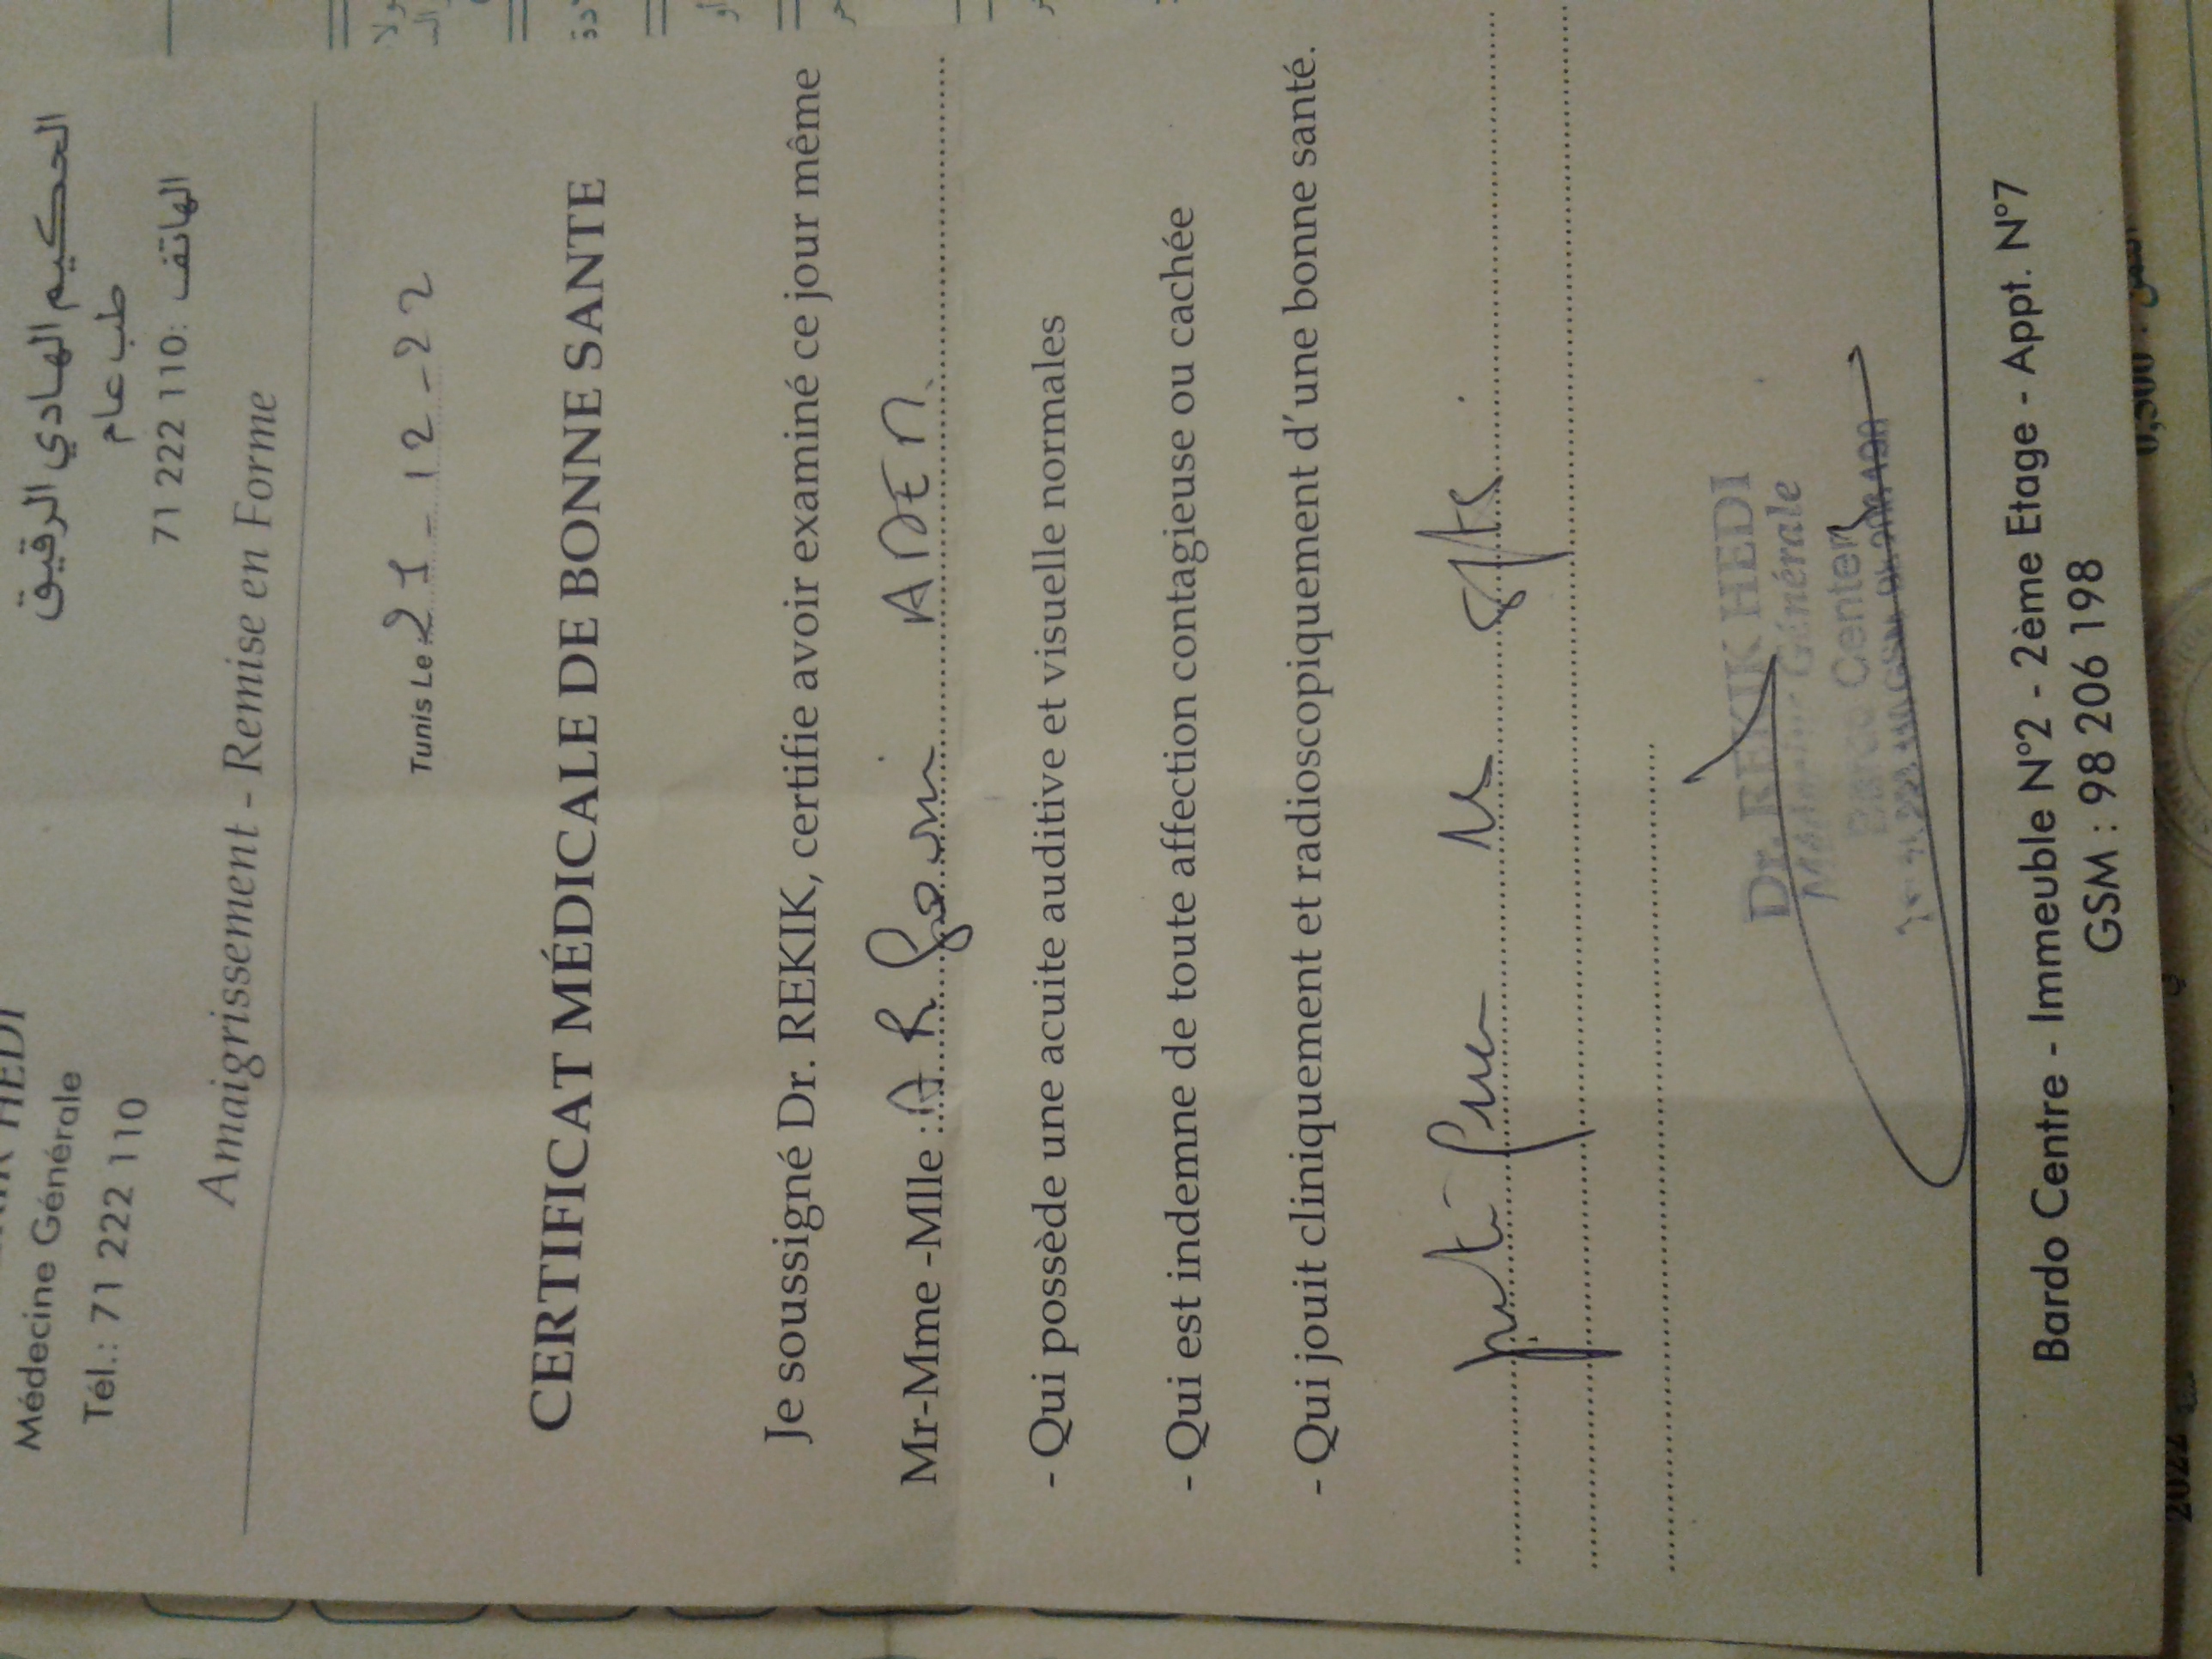 HEDI
Médecine Générale
Tél.: 71 222 110
الحكيم الهادي الرقيق
طب عام
الهاتف: 71 222 110
Amaigrissement - Remise en Forme
Tunis Le 21-12-22
CERTIFICAT MÉDICALE DE BONNE SANTE
Je soussigné Dr. REKIK, certifie avoir examiné ce jour même
Mr-Mme -Mlle :
- Qui possède une acuite auditive et visuelle normales
- Qui est indemne de toute affection contagieuse ou cachée
- Qui jouit cliniquement et radioscopiquement d'une bonne santé.
Dr. REKIK HEDI
Médecine Générale
Bardo Center
Bardo Centre - Immeuble N°2 - 2ème Etage - Appt. N°7
GSM : 98 206 198
2022